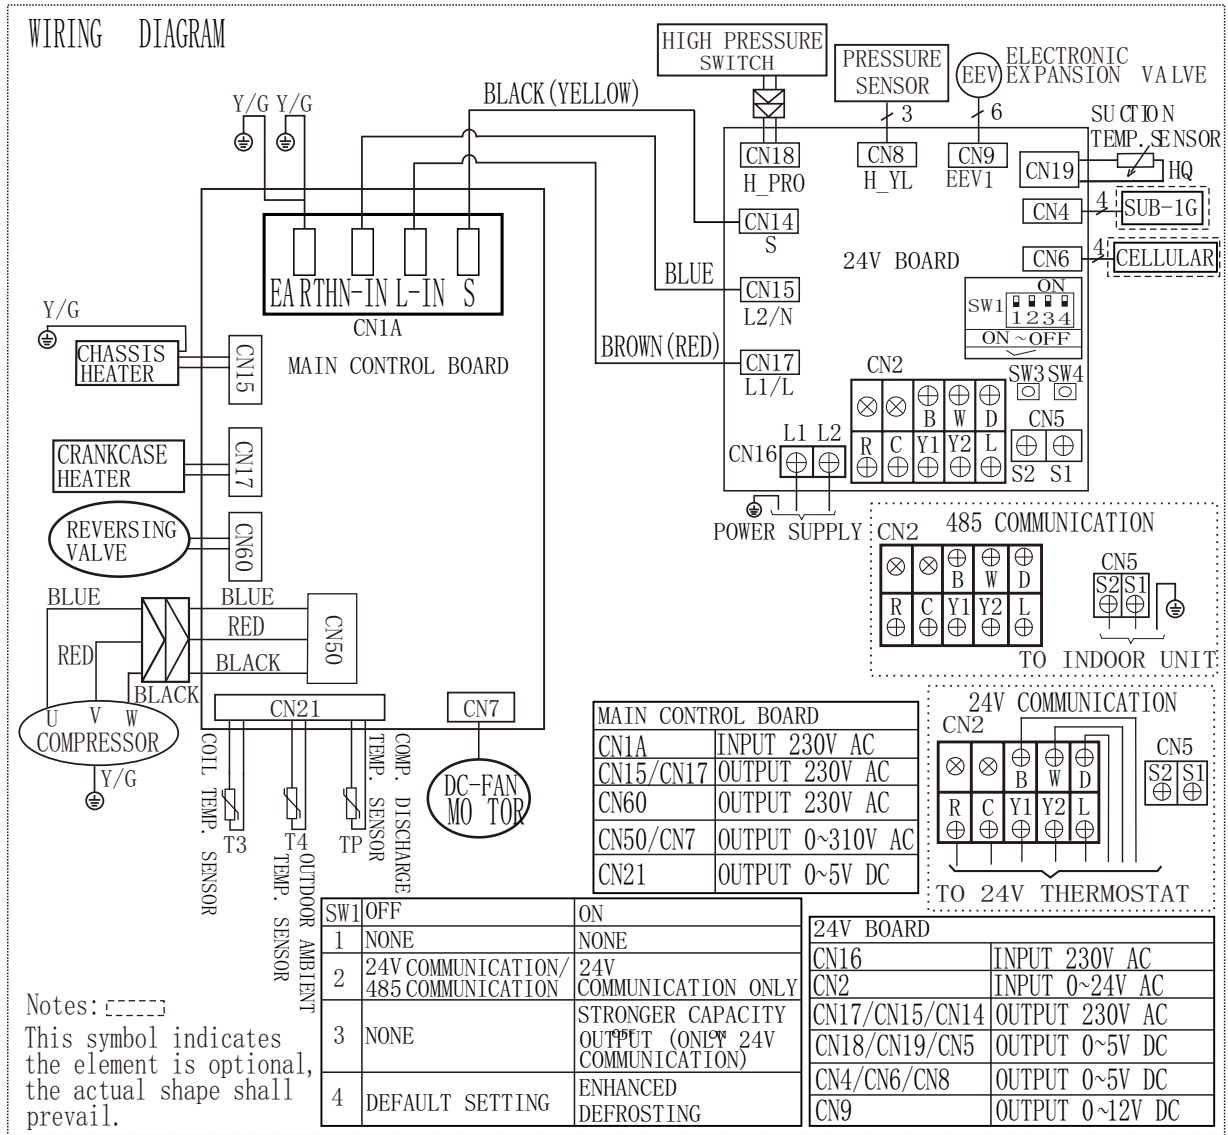 WIRING DIAGRAM
HIGH PRESSURE
SWITCH
PRESSURE
SENSOR
EEV
ELECTRONIC
EXPANSION VALVE
3
6
SUCTION
TEMP. SENSOR
HQ
Y/G Y/G
BLACK(YELLOW)
CN18
H_PRO
CN8
H_YL
CN9
EEV1
CN19
CN4
4
SUB-1G
CN14
S
24V BOARD
CN6
4
CELLULAR
EARTH N-IN L-IN S
CN1A
MAIN CONTROL BOARD
BLUE
CN15
L2/N
SW1
ON
1234
ON~OFF
BROWN(RED)
CN17
L1/L
Y/G
CHASSIS
HEATER
CN15
CN2
SW3 SW4
B W D
R C Y1 Y2 L
CN5
S2 S1
CN16
L1 L2
POWER SUPPLY
CRANKCASE
HEATER
CN17
REVERSING
VALVE
CN60
BLUE
BLUE
RED
RED
BLACK
BLACK
CN50
U V W
COMPRESSOR
Y/G
CN21
CN7
DC-FAN
MOTOR
COIL TEMP. SENSOR
T3
T4
OUTDOOR AMBIENT
TEMP. SENSOR
TP
COMP. DISCHARGE
TEMP. SENSOR
485 COMMUNICATION
CN2
B W D
R C Y1 Y2 L
CN5
S2 S1
TO INDOOR UNIT
24V COMMUNICATION
CN2
B W D
R C Y1 Y2 L
CN5
S2 S1
TO 24V THERMOSTAT
MAIN CONTROL BOARD
CN1A INPUT 230V AC
CN15/CN17 OUTPUT 230V AC
CN60 OUTPUT 230V AC
CN50/CN7 OUTPUT 0~310V AC
CN21 OUTPUT 0~5V DC
SW1 OFF ON
1 NONE NONE
2 24V COMMUNICATION/ 24V
485 COMMUNICATION COMMUNICATION ONLY
3 NONE STRONGER CAPACITY
OUTPUT (ONLY 24V
OFF ON
COMMUNICATION)
4 DEFAULT SETTING ENHANCED
DEFROSTING
24V BOARD
CN16 INPUT 230V AC
CN2 INPUT 0~24V AC
CN17/CN15/CN14 OUTPUT 230V AC
CN18/CN19/CN5 OUTPUT 0~5V DC
CN4/CN6/CN8 OUTPUT 0~5V DC
CN9 OUTPUT 0~12V DC
Notes:
This symbol indicates
the element is optional,
the actual shape shall
prevail.